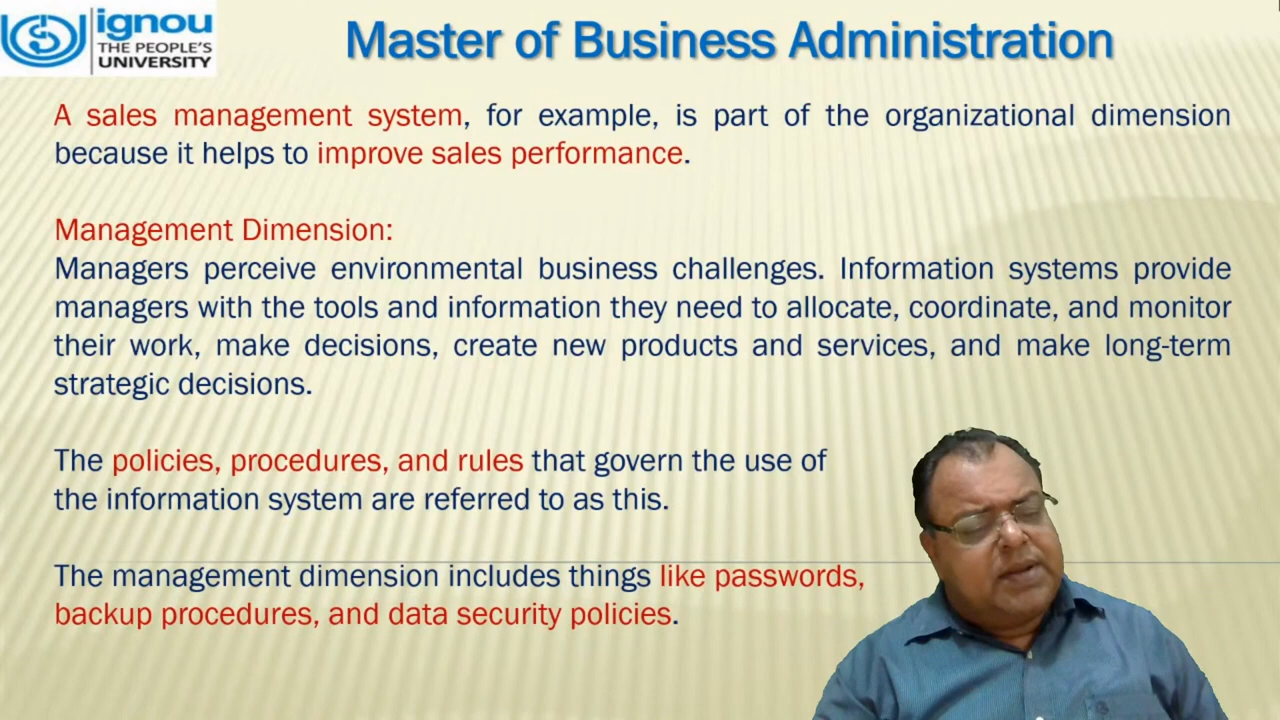 ignou
THE PEOPLE'S
UNIVERSITY
Master of Business Administration
A sales management system, for example, is part of the organizational dimension
because it helps to improve sales performance.
Management Dimension:
Managers perceive environmental business challenges. Information systems provide
managers with the tools and information they need to allocate, coordinate, and monitor
their work, make decisions, create new products and services, and make long-term
strategic decisions.
The policies, procedures, and rules that govern the use of
the information system are referred to as this.
The management dimension includes things like passwords,
backup procedures, and data security policies.